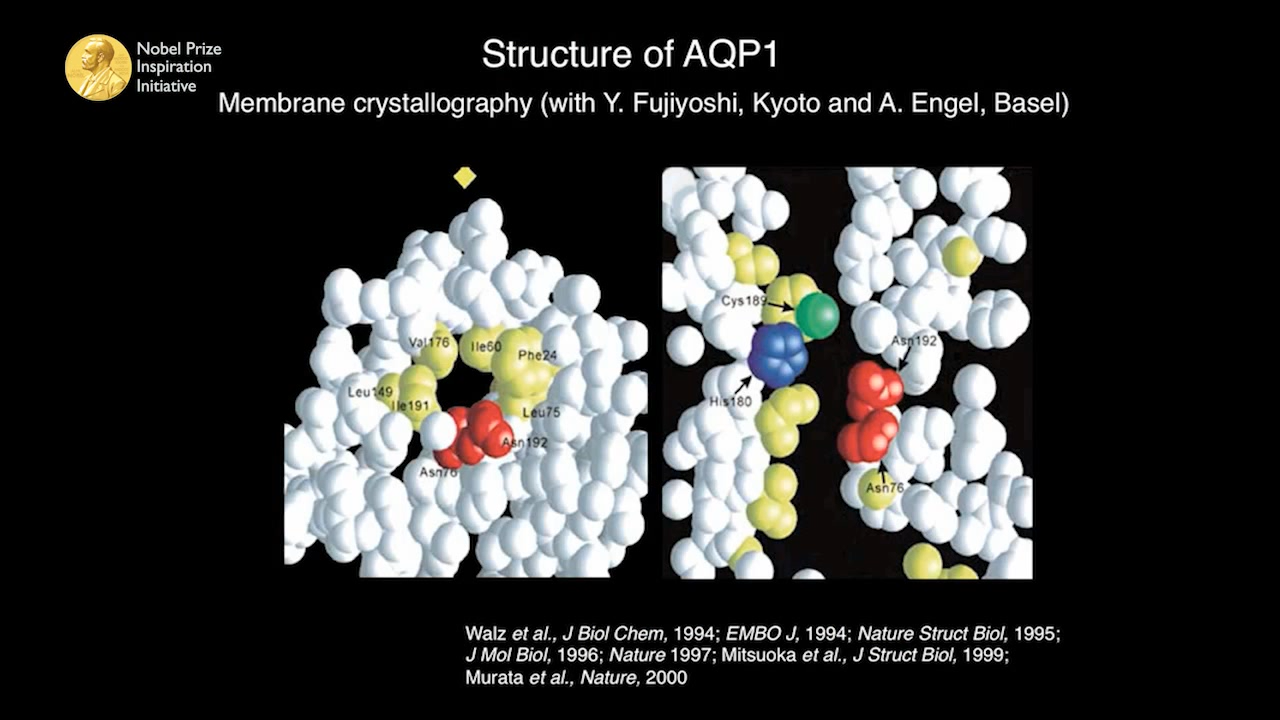 Nobel Prize
Inspiration
Initiative
Structure of AQP1
Membrane crystallography (with Y. Fujiyoshi, Kyoto and A. Engel, Basel)
Val176
Ile60
Phe24
Leu149
Ile191
Leu75
Asn192
Asn76
Cys189
Asn192
His180
Asn76
Walz et al., J Biol Chem, 1994; EMBO J, 1994; Nature Struct Biol, 1995;
J Mol Biol, 1996; Nature 1997; Mitsuoka et al., J Struct Biol, 1999;
Murata et al., Nature, 2000